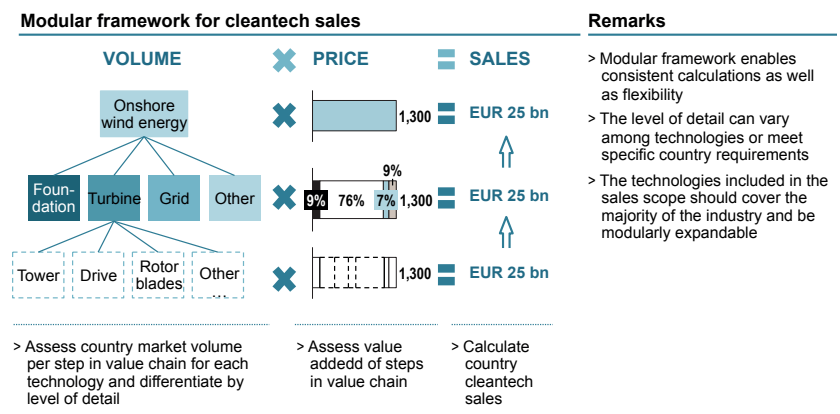 Modular framework for cleantech sales
VOLUME
PRICE
SALES
Onshore
wind energy
1,300
EUR 25 bn
Foun-
dation
Turbine
Grid
Other
9%
76%
7%
9%
1,300
EUR 25 bn
Tower
Drive
Rotor
blades
Other
...
1,300
EUR 25 bn
> Assess country market volume
per step in value chain for each
technology and differentiate by
level of detail
> Assess value
addedd of steps
in value chain
> Calculate
country
cleantech
sales
Remarks
> Modular framework enables
consistent calculations as well
as flexibility
> The level of detail can vary
among technologies or meet
specific country requirements
> The technologies included in the
sales scope should cover the
majority of the industry and be
modularly expandable